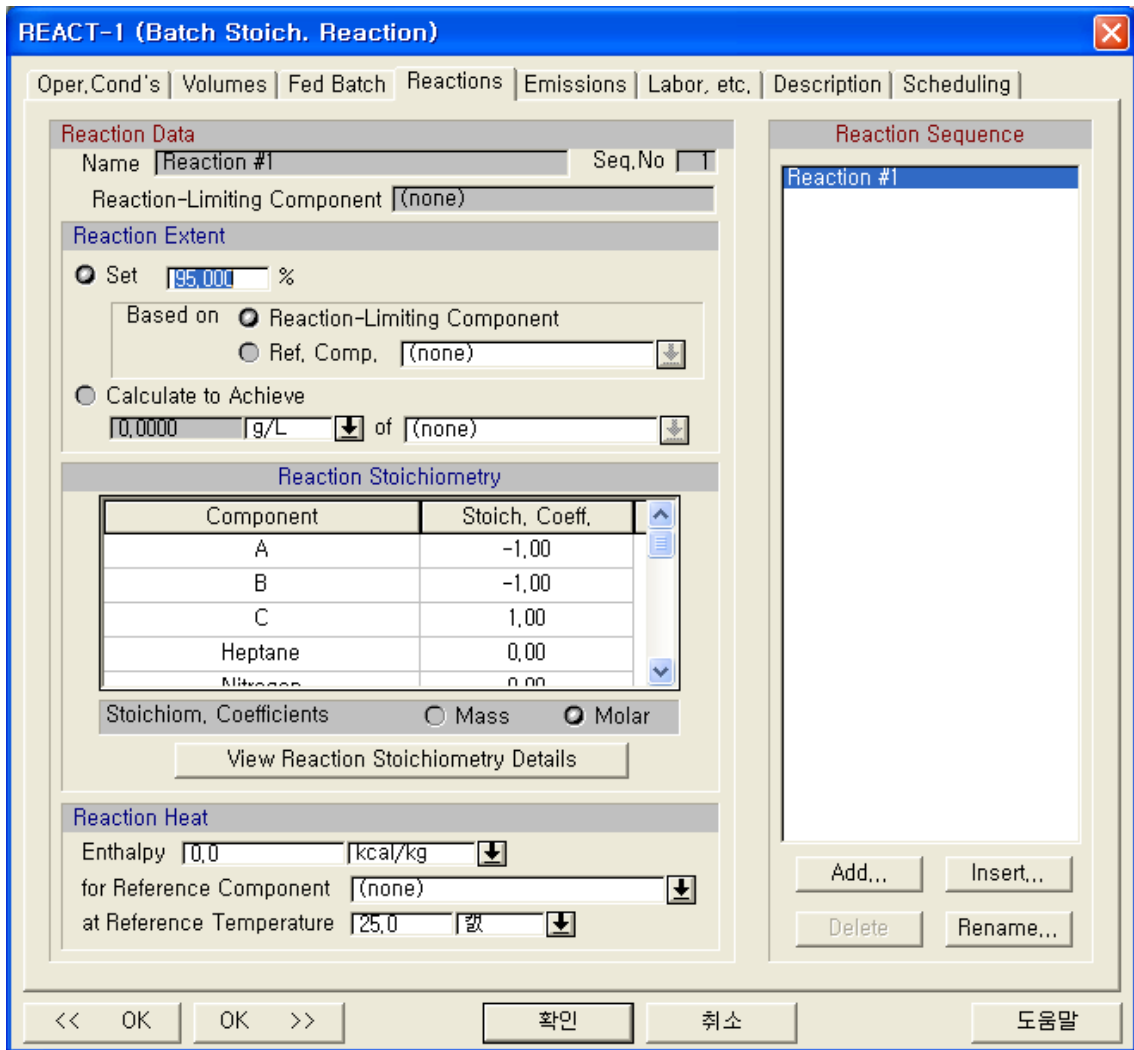 REACT-1 (Batch Stoich. Reaction)
Oper,Cond's Volumes Fed Batch Reactions Emissions Labor, etc, Description Scheduling
Reaction Data
Name Reaction #1 Seq,No 1
Reaction-Limiting Component (none)
Reaction Extent
Set 95,000 %
Based on Reaction-Limiting Component
Ref, Comp, (none)
Calculate to Achieve
0,0000 g/L of (none)
Reaction Stoichiometry
Component Stoich, Coeff,
A -1,00
B -1,00
C 1,00
Heptane 0,00
Nitrogen 0,00
Stoichiom, Coefficients Mass Molar
View Reaction Stoichiometry Details
Reaction Heat
Enthalpy 0,0 kcal/kg
for Reference Component (none)
at Reference Temperature 25,0
Reaction Sequence
Reaction #1
Add,,, Insert,,,
Delete Rename,,,
<< OK OK >> 확인 취소 도움말